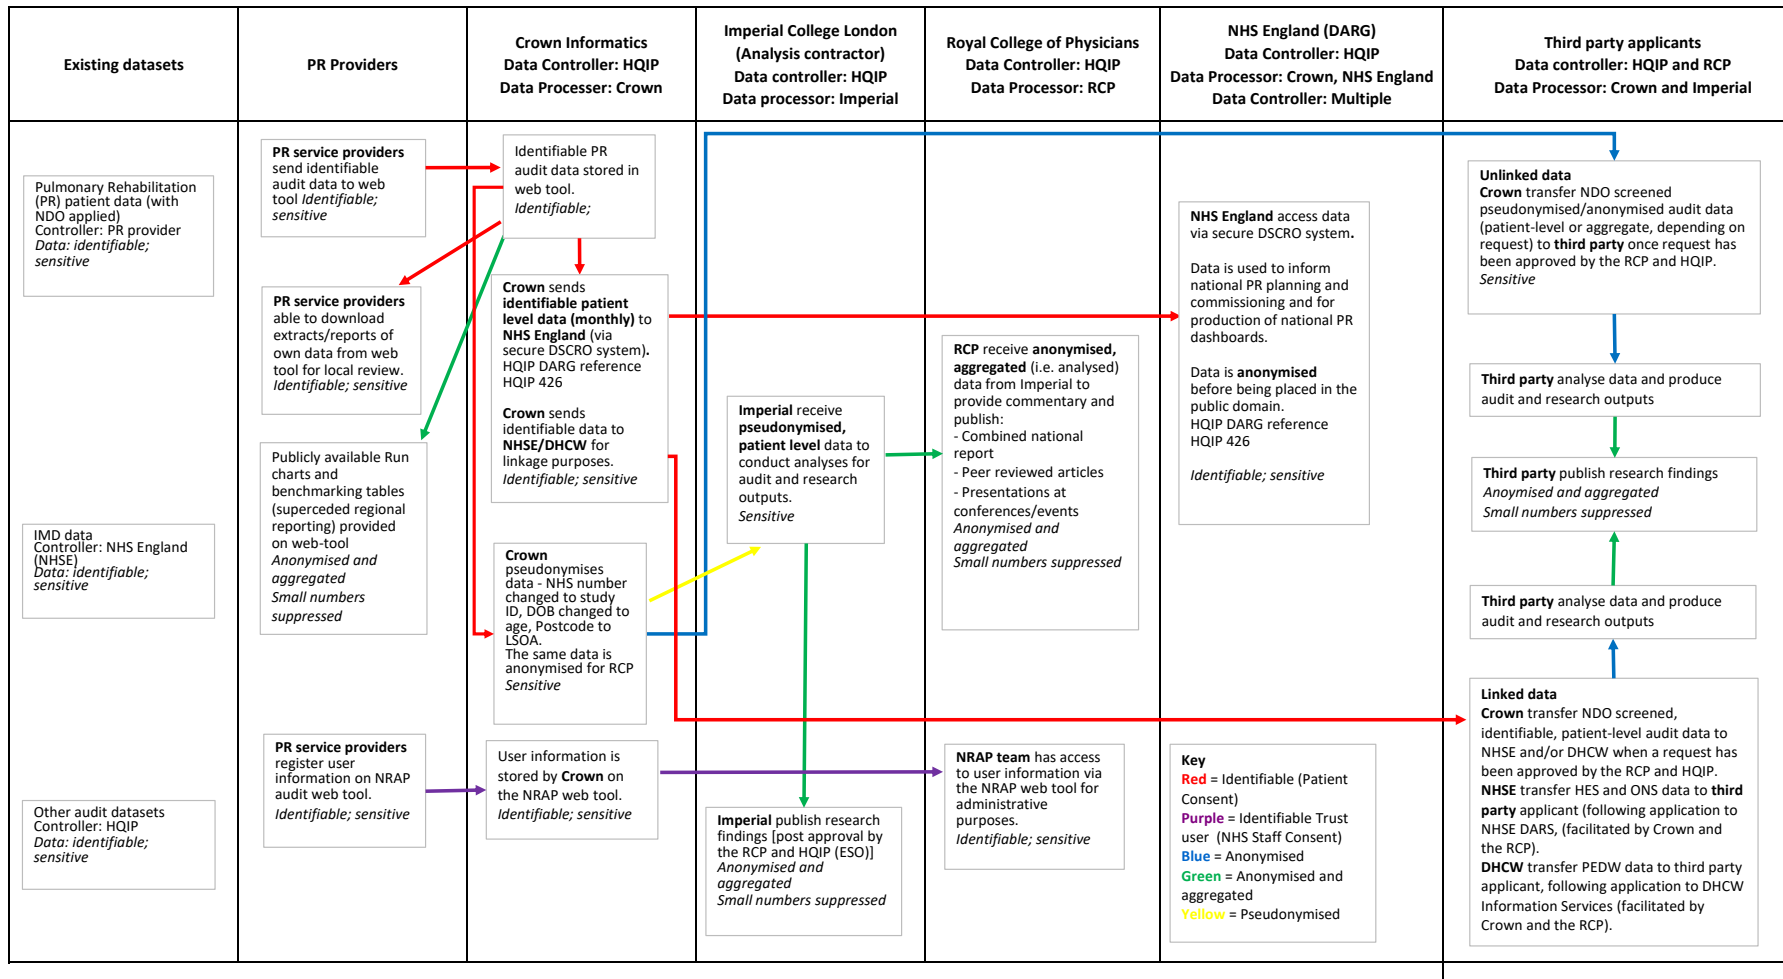 Existing datasets
PR Providers
Crown Informatics
Data Controller: HQIP
Data Processer: Crown
Imperial College London
(Analysis contractor)
Data controller: HQIP
Data processor: Imperial
Royal College of Physicians
Data Controller: HQIP
Data Processor: RCP
NHS England (DARG)
Data Controller: HQIP
Data Processor: Crown, NHS England
Data Controller: Multiple
Third party applicants
Data controller: HQIP and RCP
Data Processor: Crown and Imperial
Pulmonary Rehabilitation
(PR) patient data (with
NDO applied)
Controller: PR provider
Data: identifiable;
sensitive
IMD data
Controller: NHS England
(NHSE)
Data: identifiable;
sensitive
Other audit datasets
Controller: HQIP
Data: identifiable;
sensitive
PR service providers
send identifiable
audit data to web
tool Identifiable;
sensitive
PR service providers
able to download
extracts/reports of
own data from web
tool for local review.
Identifiable; sensitive
Publicly available Run
charts and
benchmarking tables
(superceded regional
reporting) provided
on web-tool
Anonymised and
aggregated
Small numbers
suppressed
PR service providers
register user
information on NRAP
audit web tool.
Identifiable; sensitive
Identifiable PR
audit data stored in
web tool.
Identifiable;
Crown sends
identifiable patient
level data (monthly) to
NHS England (via
secure DSCRO system).
HQIP DARG reference
HQIP 426
Crown sends
identifiable data to
NHSE/DHCW for
linkage purposes.
Identifiable; sensitive
Crown
pseudonymises
data - NHS number
changed to study
ID, DOB changed to
age, Postcode to
LSOA.
The same data is
anonymised for RCP
Sensitive
User information is
stored by Crown on
the NRAP web tool.
Identifiable; sensitive
Imperial receive
pseudonymised,
patient level data to
conduct analyses for
audit and research
outputs.
Sensitive
Imperial publish research
findings [post approval by
the RCP and HQIP (ESO)]
Anonymised and
aggregated
Small numbers suppressed
RCP receive anonymised,
aggregated (i.e. analysed)
data from Imperial to
provide commentary and
publish:
- Combined national
report
- Peer reviewed articles
- Presentations at
conferences/events
Anonymised and
aggregated
Small numbers suppressed
NRAP team has access
to user information via
the NRAP web tool for
administrative
purposes.
Identifiable; sensitive
NHS England access data
via secure DSCRO system.
Data is used to inform
national PR planning and
commissioning and for
production of national PR
dashboards.
Data is anonymised
before being placed in the
public domain.
HQIP DARG reference
HQIP 426
Identifiable; sensitive
Key
Red = Identifiable (Patient
Consent)
Purple = Identifiable Trust
user (NHS Staff Consent)
Blue = Anonymised
Green = Anonymised and
aggregated
Yellow = Pseudonymised
Unlinked data
Crown transfer NDO screened
pseudonymised/anonymised audit data
(patient-level or aggregate, depending on
request) to third party once request has
been approved by the RCP and HQIP.
Sensitive
Third party analyse data and produce
audit and research outputs
Third party publish research findings
Anoymised and aggregated
Small numbers suppressed
Third party analyse data and produce
audit and research outputs
Linked data
Crown transfer NDO screened,
identifiable, patient-level audit data to
NHSE and/or DHCW when a request has
been approved by the RCP and HQIP.
NHSE transfer HES and ONS data to third
party applicant (following application to
NHSE DARS, (facilitated by Crown and
the RCP).
DHCW transfer PEDW data to third party
applicant, following application to DHCW
Information Services (facilitated by
Crown and the RCP).